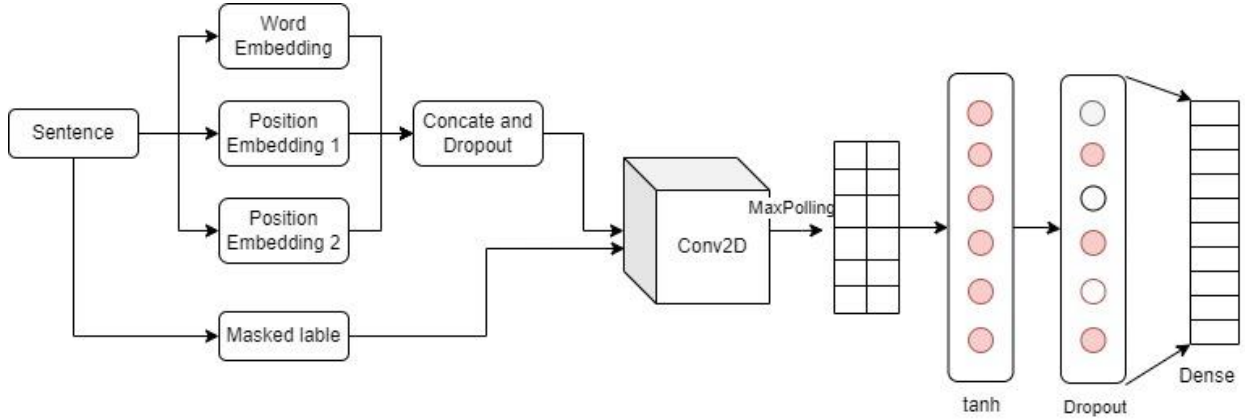 Word
Embedding
Sentence
Position
Embedding 1
Concate and
Dropout
Position
Embedding 2
MaxPolling
Conv2D
Masked lable
tanh
Dropout
Dense